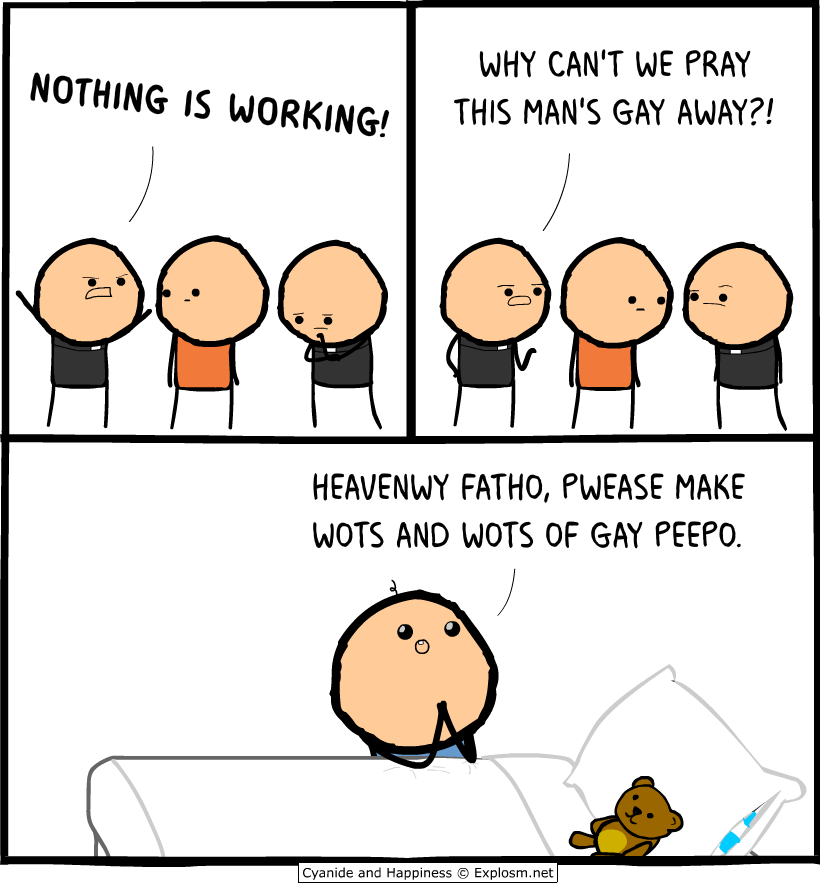 NOTHING IS WORKING!
WHY CAN'T WE PRAY
THIS MAN'S GAY AWAY?!
HEAVENWY FATHO, PWEASE MAKE
WOTS AND WOTS OF GAY PEEPO.
Cyanide and Happiness © Explosm.net